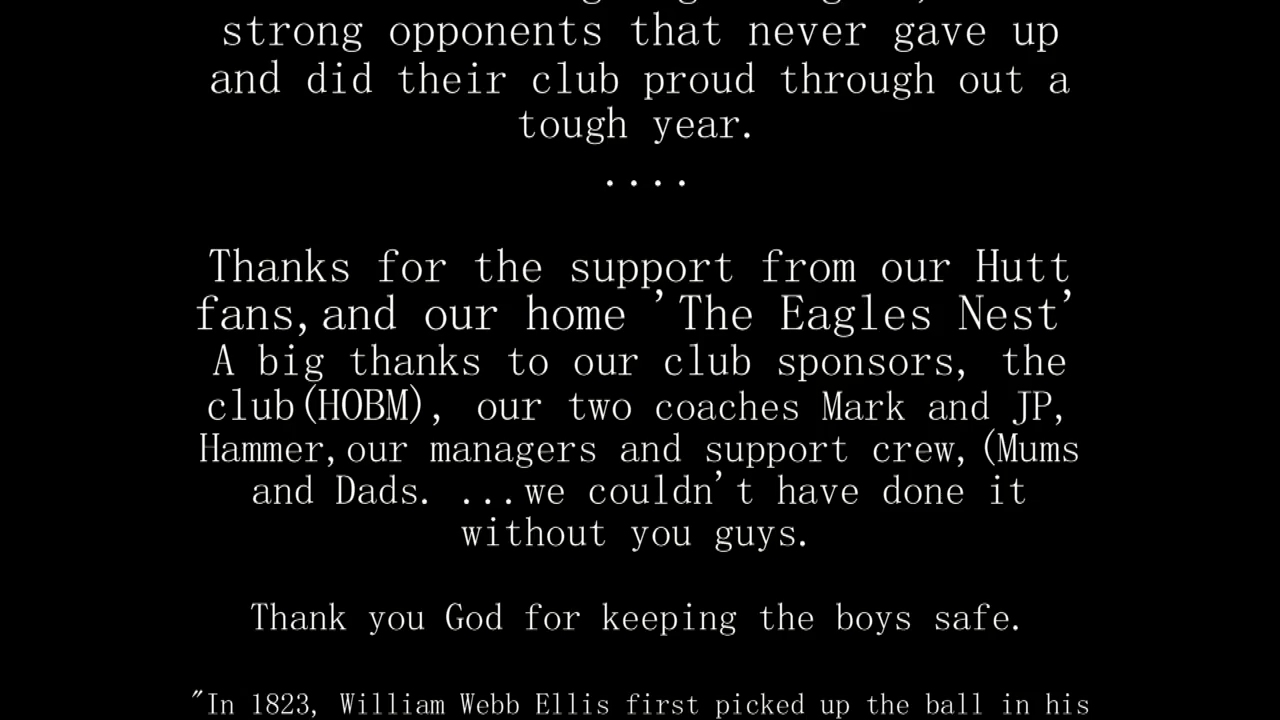 strong opponents that never gave up
and did their club proud through out a
tough year.
....
Thanks for the support from our Hutt
fans,and our home 'The Eagles Nest'
A big thanks to our club sponsors, the
club(HOBM), our two coaches Mark and JP,
Hammer,our managers and support crew,(Mums
and Dads. ...we couldn't have done it
without you guys.
Thank you God for keeping the boys safe.
"In 1823, William Webb Ellis first picked up the ball in his